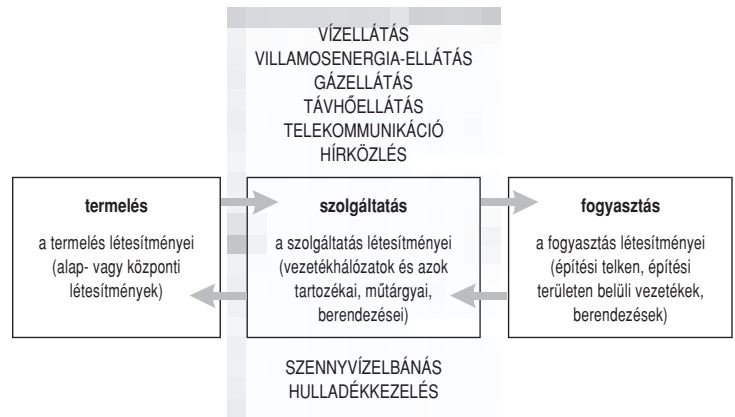 VÍZELLÁTÁS
VILLAMOSENERGIA-ELLÁTÁS
GÁZELLÁTÁS
TÁVHŐELLÁTÁS
TELEKOMMUNIKÁCIÓ
HÍRKÖZLÉS
termelés
a termelés létesítményei
(alap- vagy központi
létesítmények)
szolgáltatás
a szolgáltatás létesítményei
(vezetékhálózatok és azok
tartozékai, műtárgyai,
berendezései)
fogyasztás
a fogyasztás létesítményei
(építési telken, építési
területen belüli vezetékek,
berendezések)
SZENNYVÍZELBÁNÁS
HULLADÉKKEZELÉS